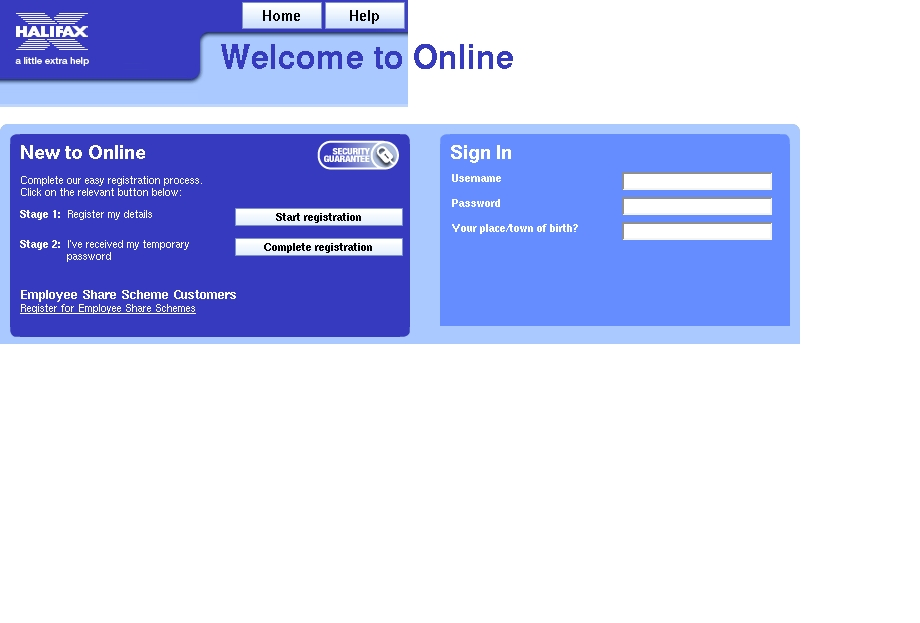 Home Help
HALIFAX
a little extra help
Welcome to Online
New to Online
SECURITY
GUARANTEE
Complete our easy registration process.
Click on the relevant button below:
Stage 1: Register my details
Start registration
Stage 2: I've received my temporary
password
Complete registration
Employee Share Scheme Customers
Register for Employee Share Schemes
Sign In
Username
Password
Your place/town of birth?